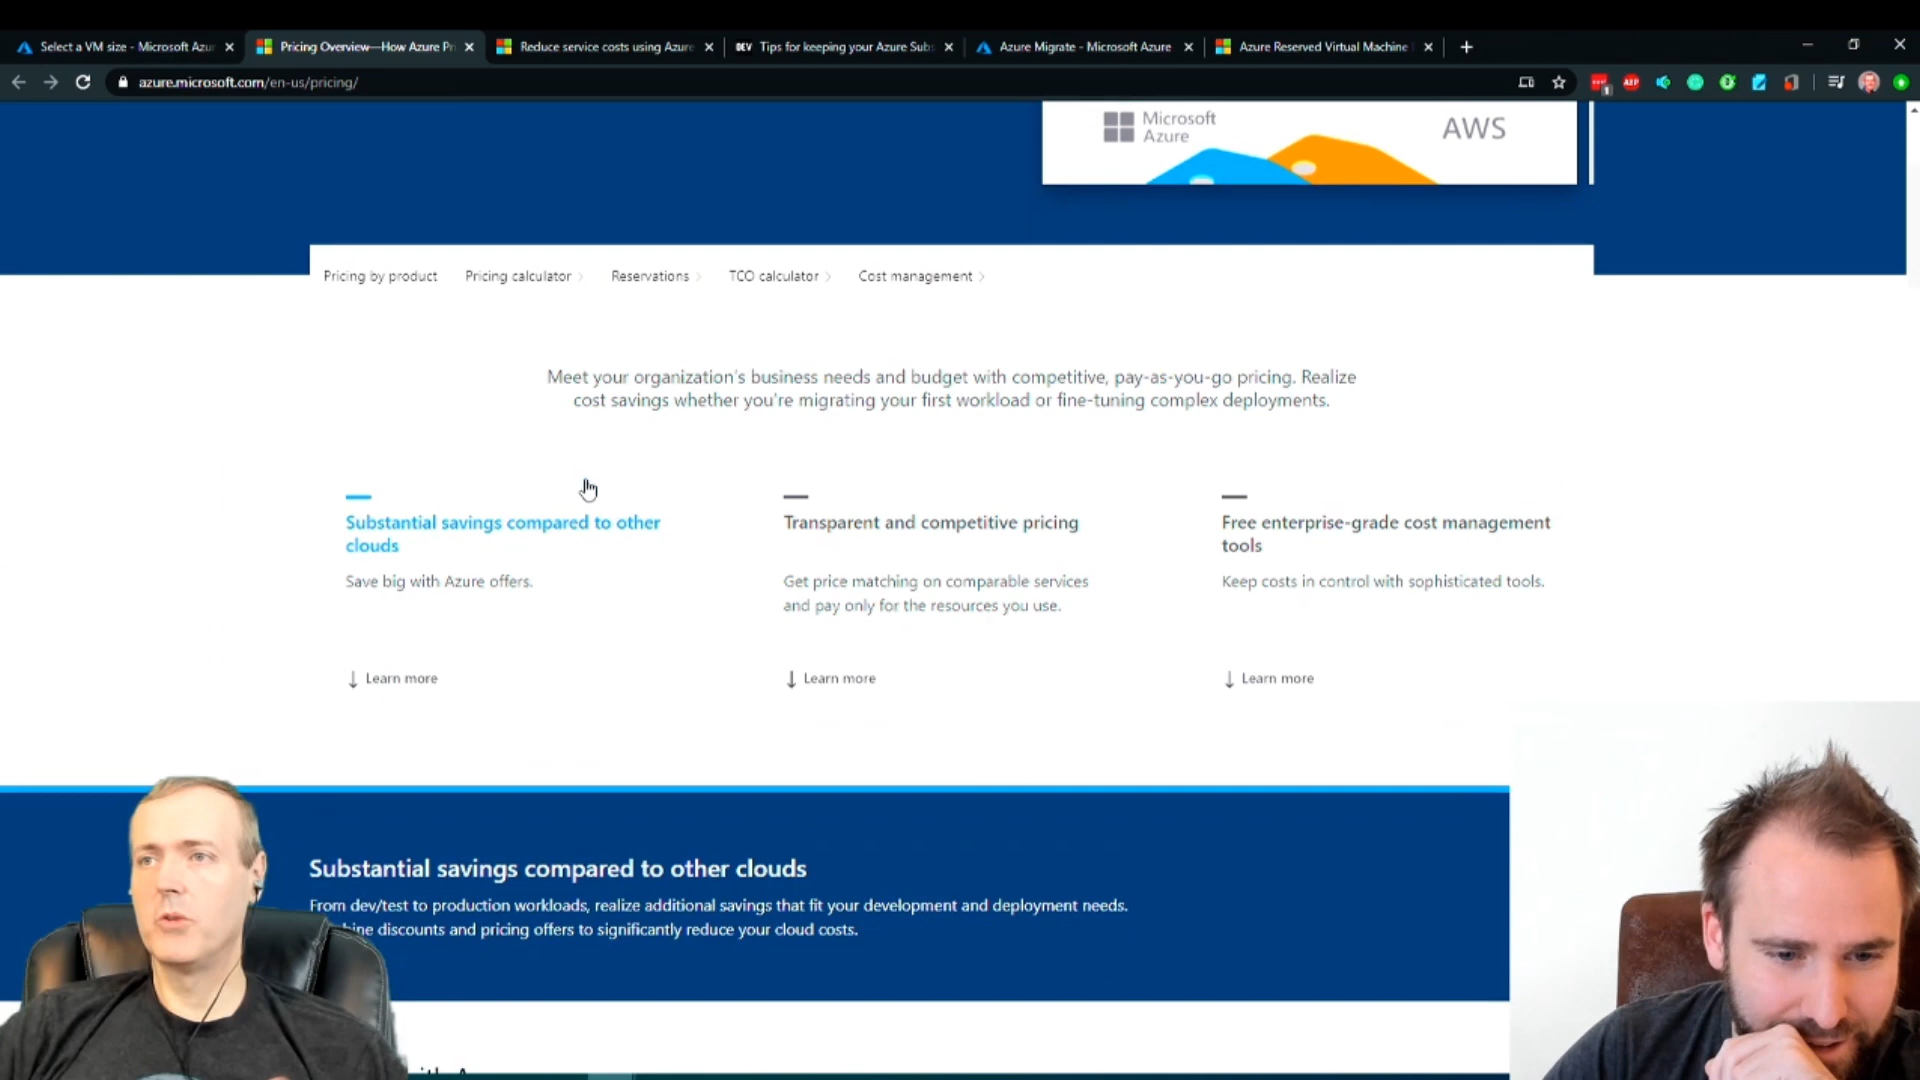 Select a VM size - Microsoft Azu
Pricing Overview—How Azure Pr
Reduce service costs using Azure
DEV
Tips for keeping your Azure Sub
Azure Migrate - Microsoft Azure
Azure Reserved Virtual Machine
azure.microsoft.com/en-us/pricing/
ABP
Microsoft
Azure
AWS
Pricing by product
Pricing calculator
Reservations
TCO calculator
Cost management
Meet your organization's business needs and budget with competitive, pay-as-you-go pricing. Realize
cost savings whether you're migrating your first workload or fine-tuning complex deployments.
Substantial savings compared to other
clouds
Save big with Azure offers.
Learn more
Transparent and competitive pricing
Get price matching on comparable services
and pay only for the resources you use.
Learn more
Free enterprise-grade cost management
tools
Keep costs in control with sophisticated tools.
Learn more
Substantial savings compared to other clouds
From dev/test to production workloads, realize additional savings that fit your development and deployment needs.
discounts and pricing offers to significantly reduce your cloud costs.